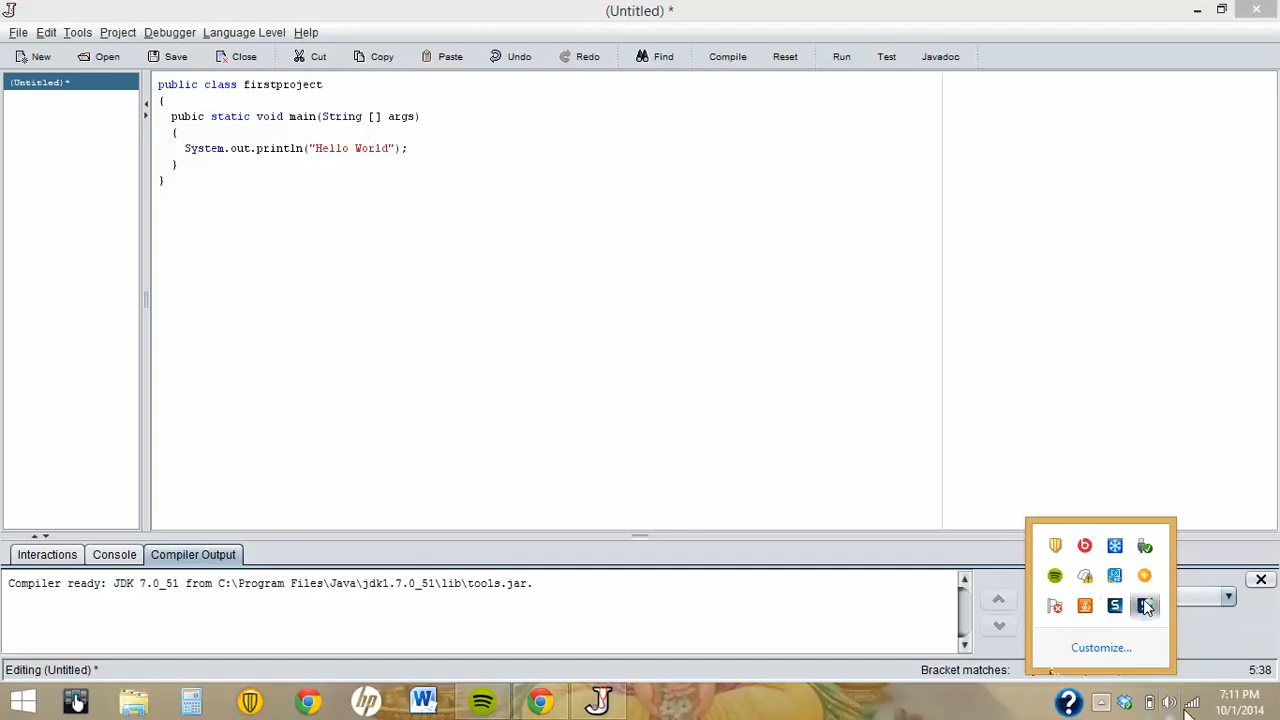 (Untitled) *
File Edit Tools Project Debugger Language Level Help
New Open Save Close Cut Copy Paste Undo Redo Find Compile Reset Run Test Javadoc
(Untitled)*
public class firstproject
{
pubic static void main(String [] args)
{
System.out.println("Hello World");
}
}
Interactions Console Compiler Output
Compiler ready: JDK 7.0_51 from C:\Program Files\Java\jdk1.7.0_51\lib\tools.jar.
Customize...
Editing (Untitled) *
Bracket matches:
5:38
7:11 PM
10/1/2014